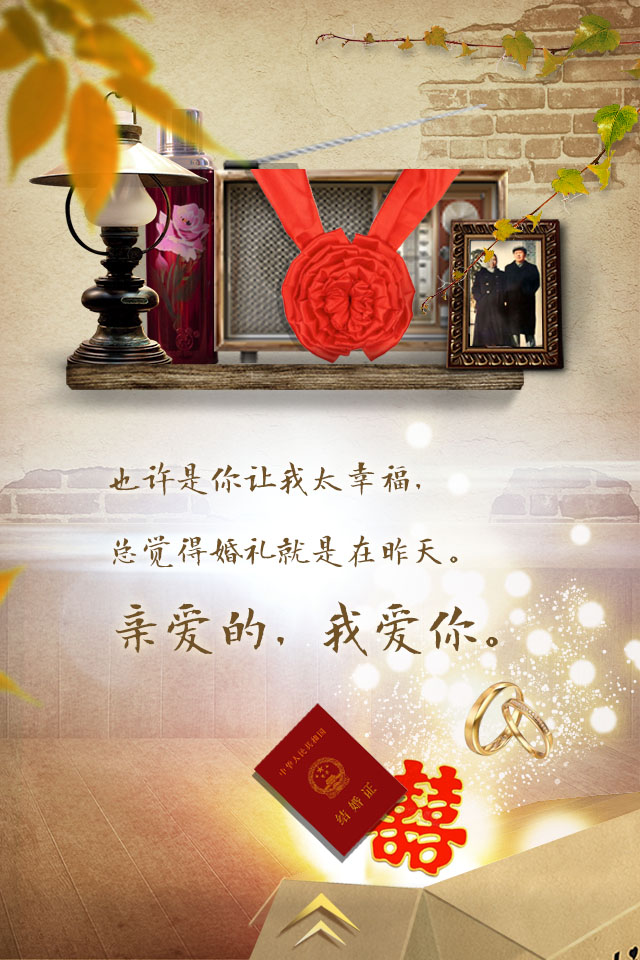 也许是你让我太幸福,
总觉得婚礼就是在昨天。
亲爱的, 我爱你。
中华人民共和国
结婚证
囍